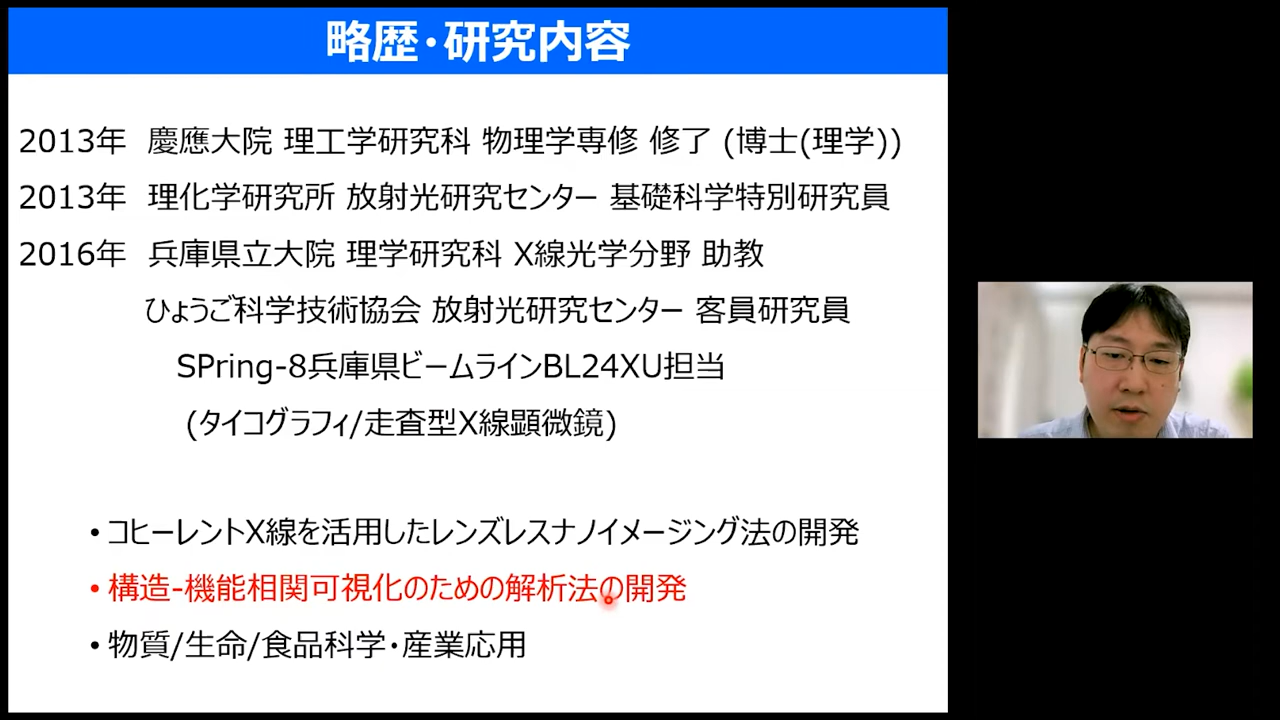 略歴・研究内容
2013年 慶應大院 理工学研究科 物理学専修 修了 (博士(理学))
2013年 理化学研究所 放射光研究センター 基礎科学特別研究員
2016年 兵庫県立大院 理学研究科 X線光学分野 助教
ひょうご科学技術協会 放射光研究センター 客員研究員
SPring-8兵庫県ビームラインBL24XU担当
(タイコグラフィ/走査型X線顕微鏡)
• コヒーレントX線を活用したレンズレスナノイメージング法の開発
• 構造-機能相関可視化のための解析法の開発
• 物質/生命/食品科学・産業応用